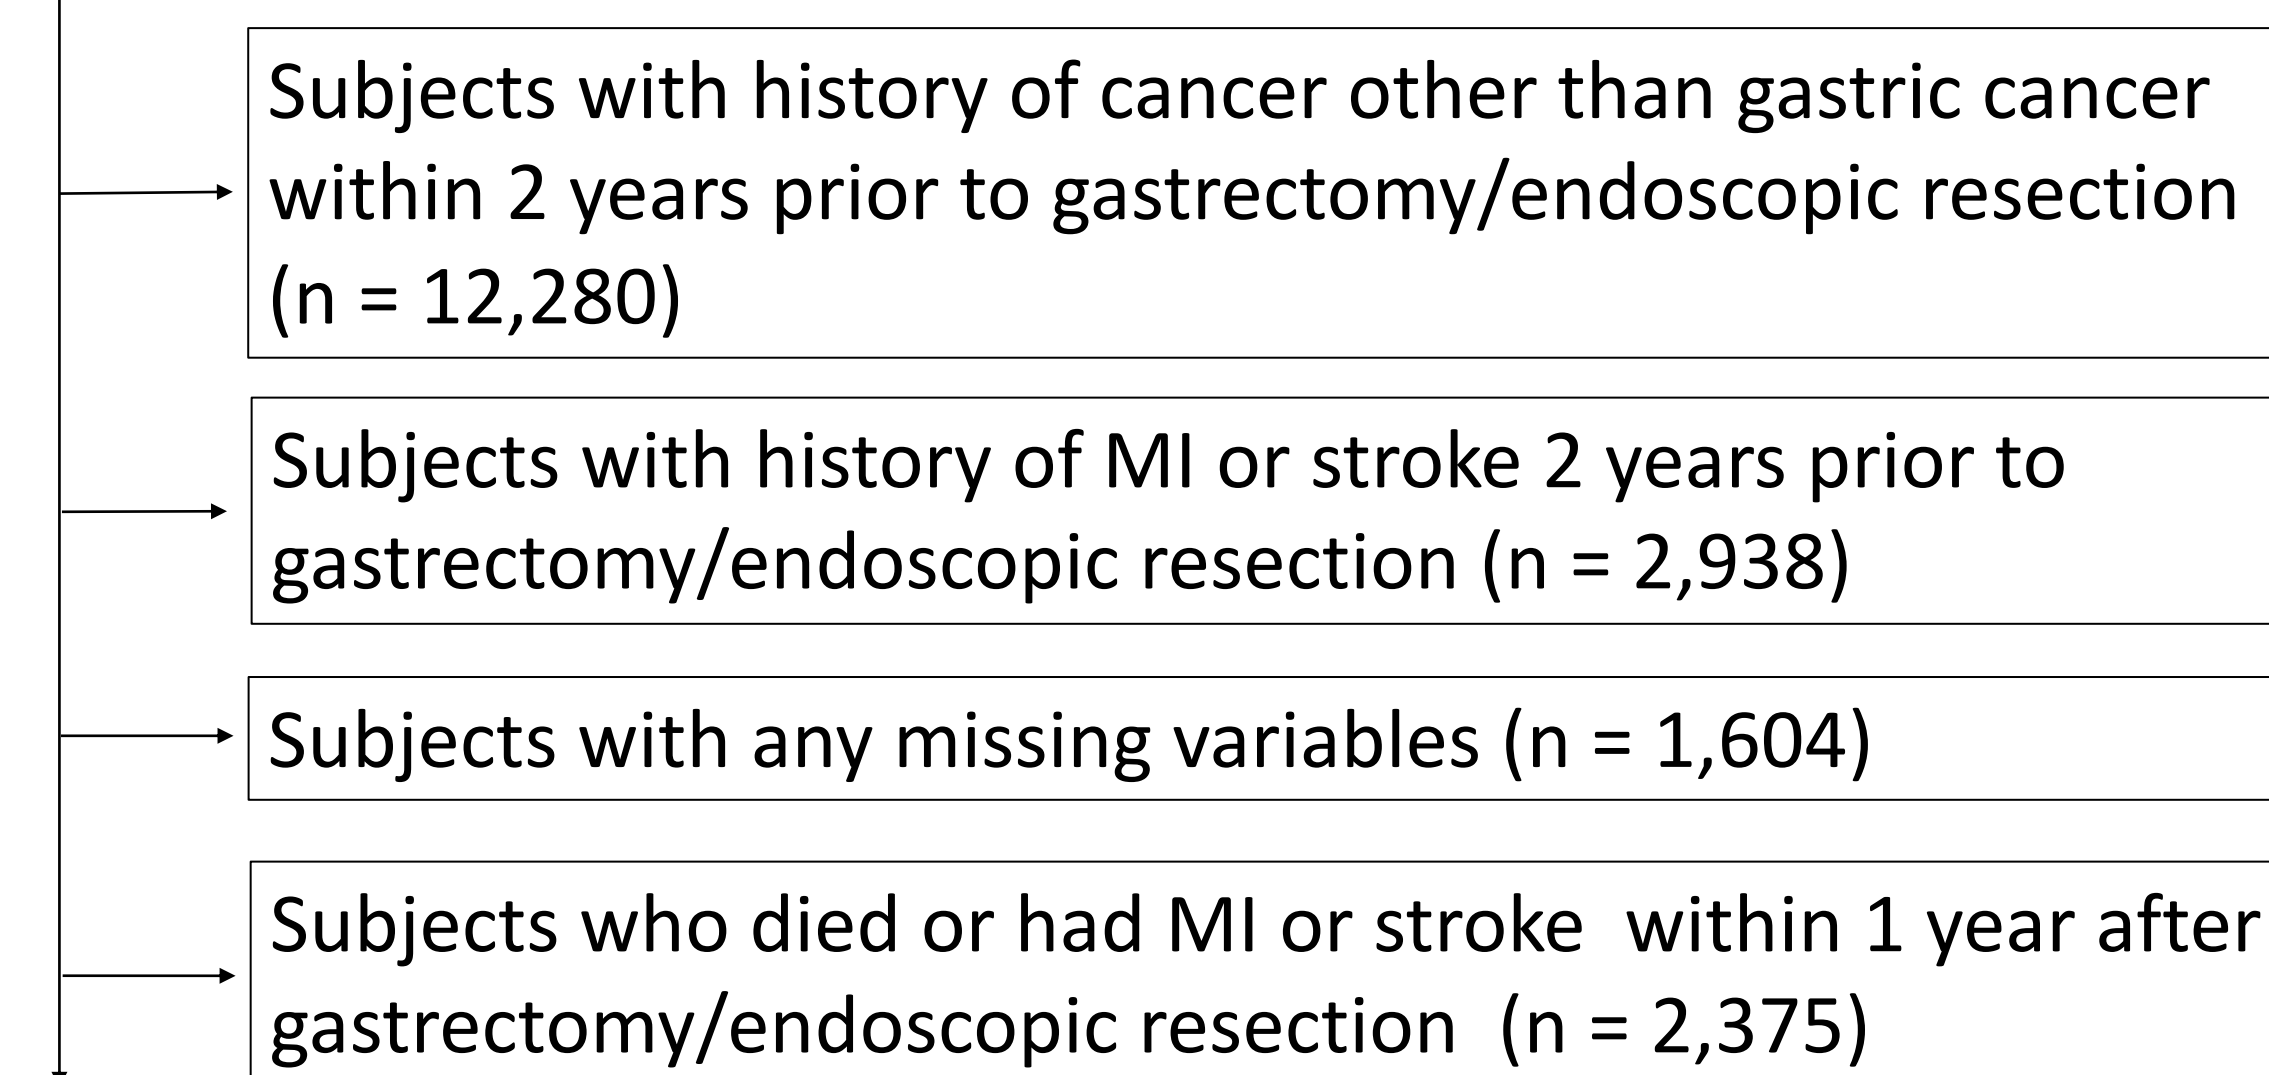 Subjects with history of cancer other than gastric cancer
within 2 years prior to gastrectomy/endoscopic resection
(n = 12,280)
Subjects with history of MI or stroke 2 years prior to
gastrectomy/endoscopic resection (n = 2,938)
Subjects with any missing variables (n = 1,604)
Subjects who died or had MI or stroke  within 1 year after
gastrectomy/endoscopic resection  (n = 2,375)